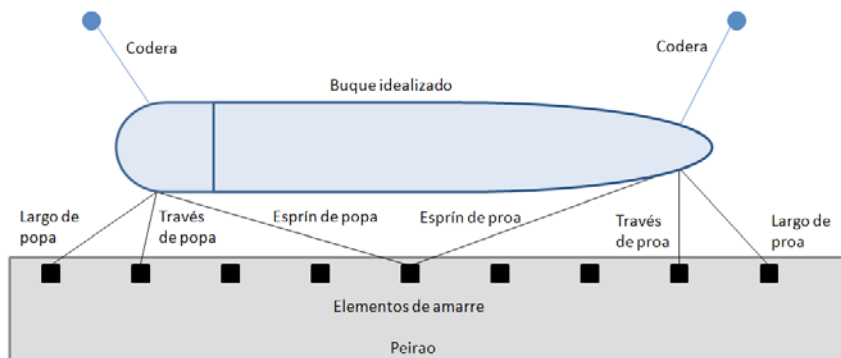 Codera
Codera
Buque idealizado
Largo de
popa
Través
de popa
Esprín de popa
Esprín de proa
Través
de proa
Largo de
proa
Elementos de amarre
Peirao